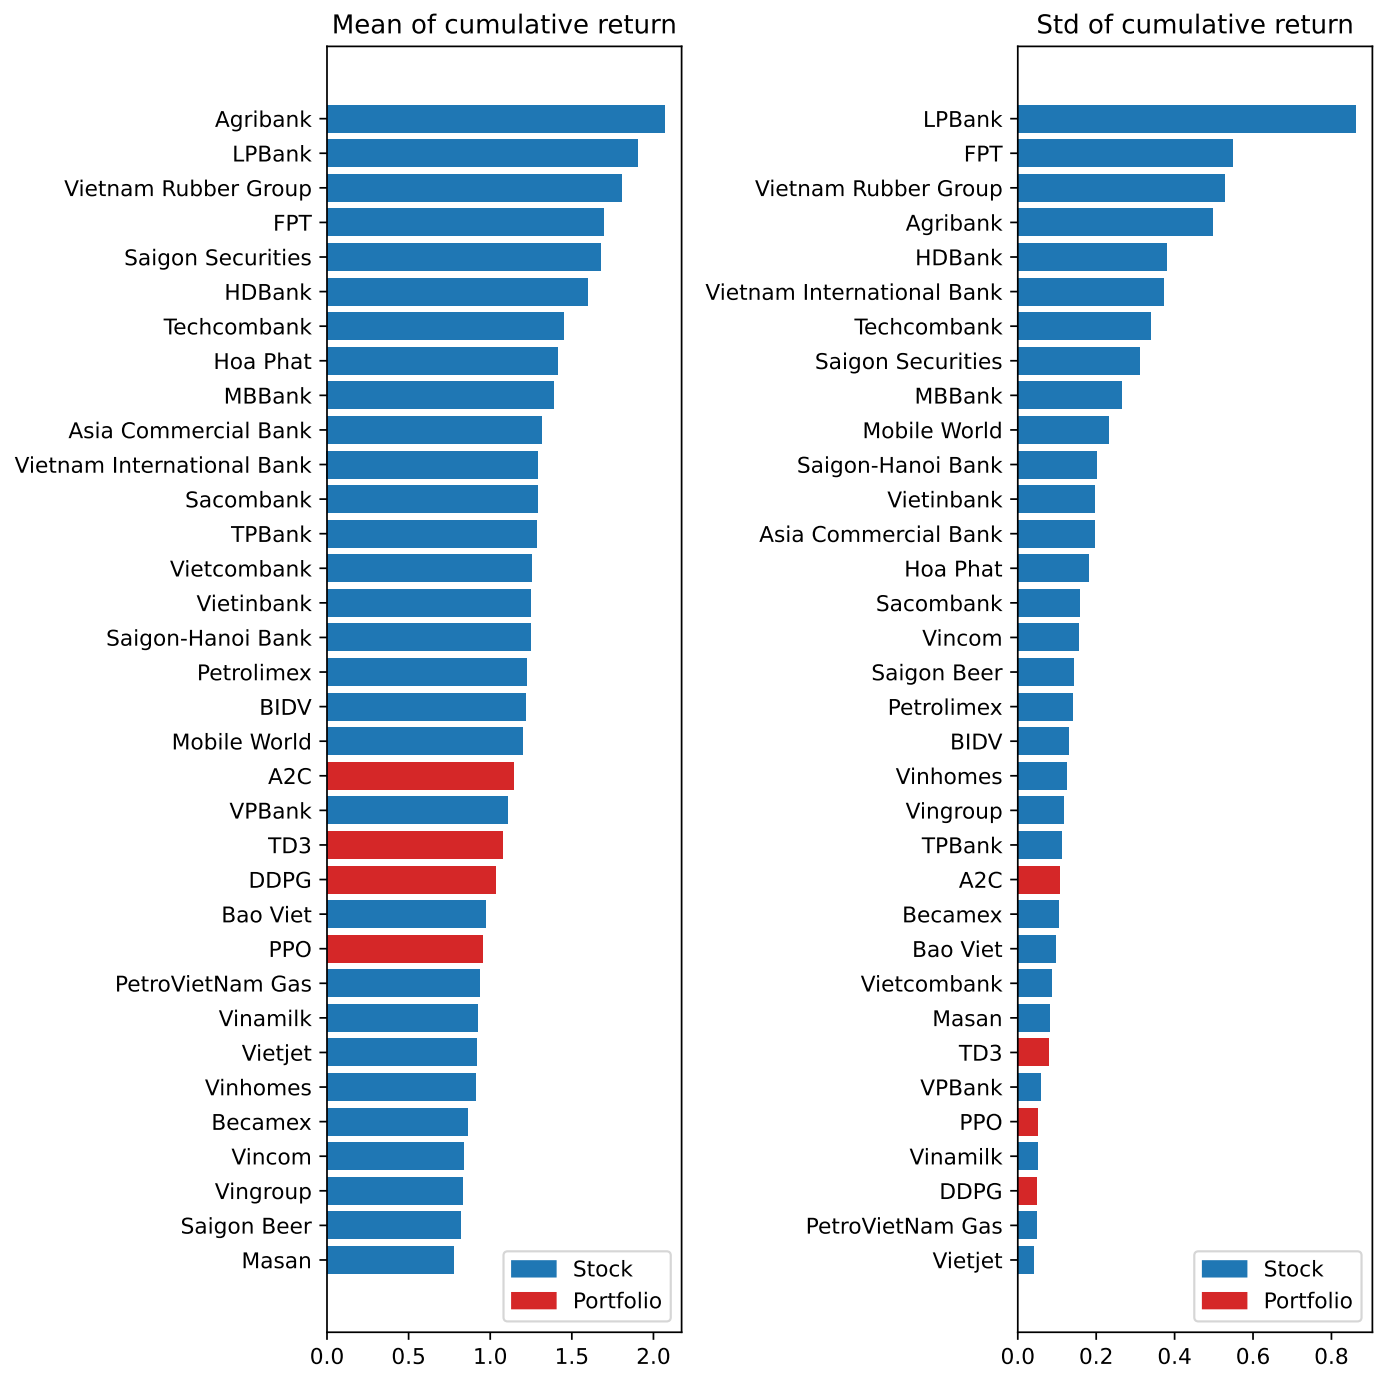 Mean of cumulative return
Agribank
LPBank
Vietnam Rubber Group
FPT
Saigon Securities
HDBank
Techcombank
Hoa Phat
MBBank
Asia Commercial Bank
Vietnam International Bank
Sacombank
TPBank
Vietcombank
Vietinbank
Saigon-Hanoi Bank
Petrolimex
BIDV
Mobile World
A2C
VPBank
TD3
DDPG
Bao Viet
PPO
PetroVietNam Gas
Vinamilk
Vietjet
Vinhomes
Becamex
Vincom
Vingroup
Saigon Beer
Masan
Stock
Portfolio
0.0 0.5 1.0 1.5 2.0
Std of cumulative return
LPBank
FPT
Vietnam Rubber Group
Agribank
HDBank
Vietnam International Bank
Techcombank
Saigon Securities
MBBank
Mobile World
Saigon-Hanoi Bank
Vietinbank
Asia Commercial Bank
Hoa Phat
Sacombank
Vincom
Saigon Beer
Petrolimex
BIDV
Vinhomes
Vingroup
TPBank
A2C
Becamex
Bao Viet
Vietcombank
Masan
TD3
VPBank
PPO
Vinamilk
DDPG
PetroVietNam Gas
Vietjet
Stock
Portfolio
0.0 0.2 0.4 0.6 0.8